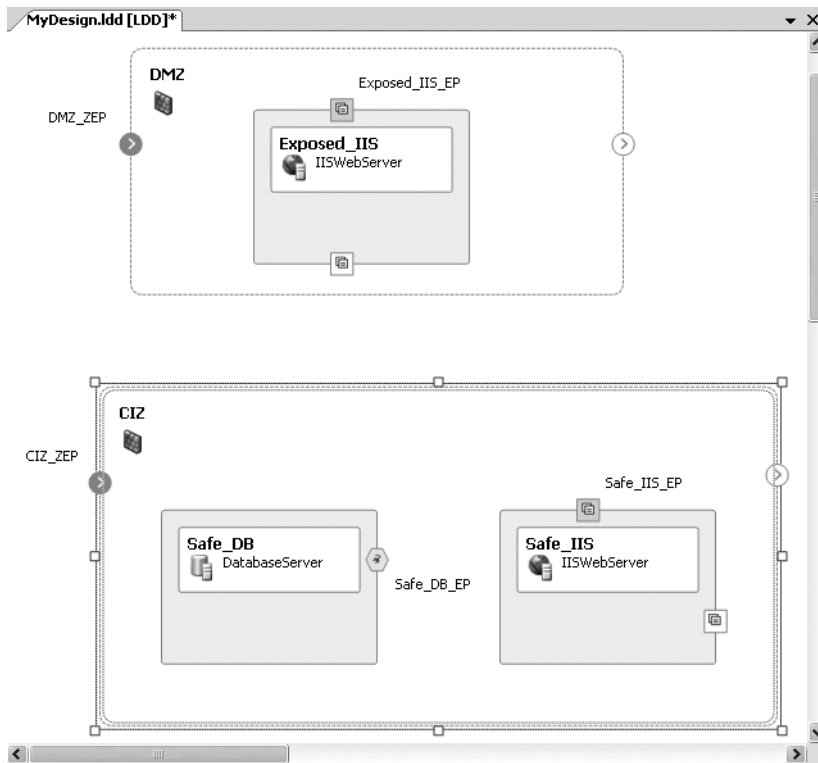 MyDesign.ldd [LDD]*
DMZ
Exposed_IIS_EP
DMZ_ZEP
Exposed_IIS
IISWebServer
CIZ
CIZ_ZEP
Safe_IIS_EP
Safe_DB
DatabaseServer
Safe_DB_EP
Safe_IIS
IISWebServer